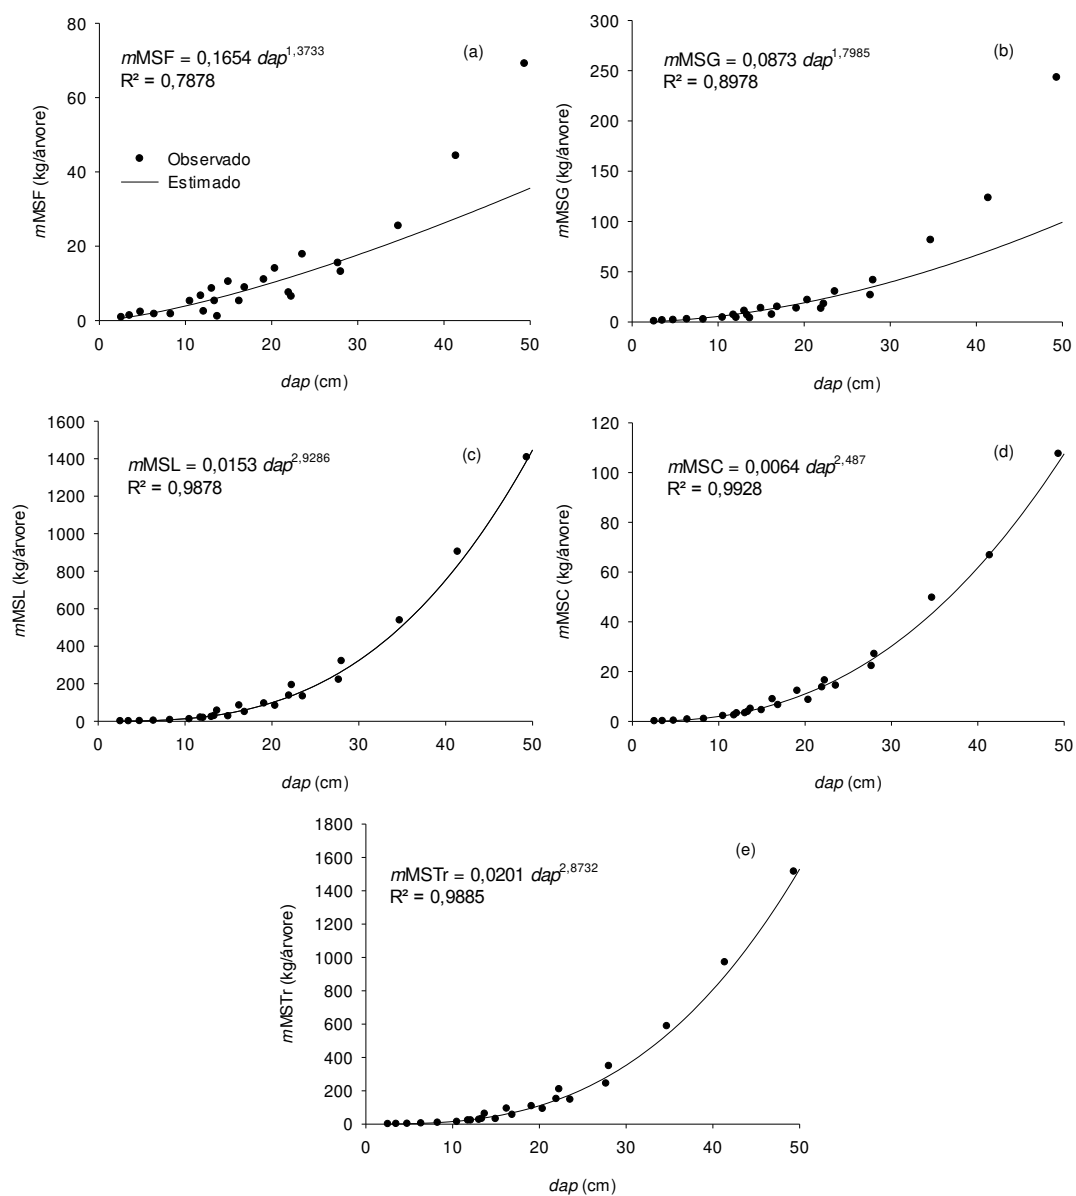 mMSF = 0,1654 dap^1,3733
R² = 0,7878
(a)
Observado
Estimado
80
60
40
20
0
0 10 20 30 40 50
mMSF (kg/árvore)
dap (cm)
mMSG = 0,0873 dap^1,7985
R² = 0,8978
(b)
300
250
200
150
100
50
0
0 10 20 30 40 50
mMSG (kg/árvore)
dap (cm)
mMSL = 0,0153 dap^2,9286
R² = 0,9878
(c)
1600
1400
1200
1000
800
600
400
200
0
0 10 20 30 40 50
mMSL (kg/árvore)
dap (cm)
mMSC = 0,0064 dap^2,487
R² = 0,9928
(d)
120
100
80
60
40
20
0
0 10 20 30 40 50
mMSC (kg/árvore)
dap (cm)
mMSTr = 0,0201 dap^2,8732
R² = 0,9885
(e)
1800
1600
1400
1200
1000
800
600
400
200
0
0 10 20 30 40 50
mMSTr (kg/árvore)
dap (cm)